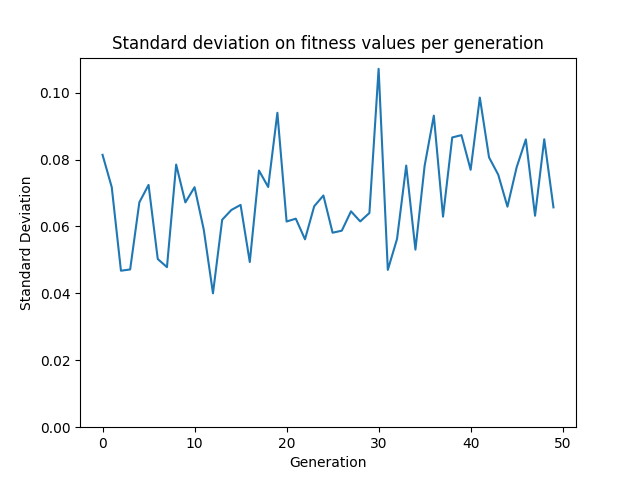 Standard deviation on fitness values per generation
Standard Deviation
0.10
0.08
0.06
0.04
0.02
0.00
0 10 20 30 40 50
Generation